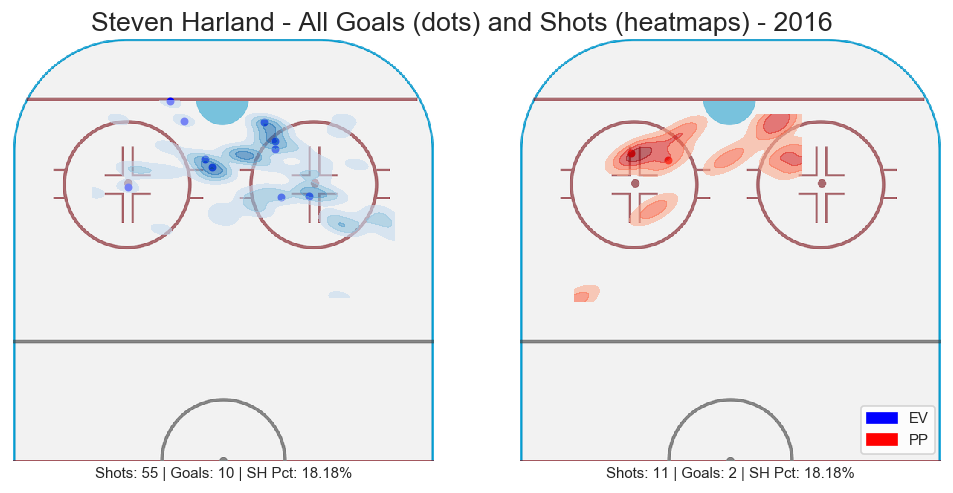 Steven Harland - All Goals (dots) and Shots (heatmaps) - 2016
EV
PP
Shots: 55 | Goals: 10 | SH Pct: 18.18%
Shots: 11 | Goals: 2 | SH Pct: 18.18%